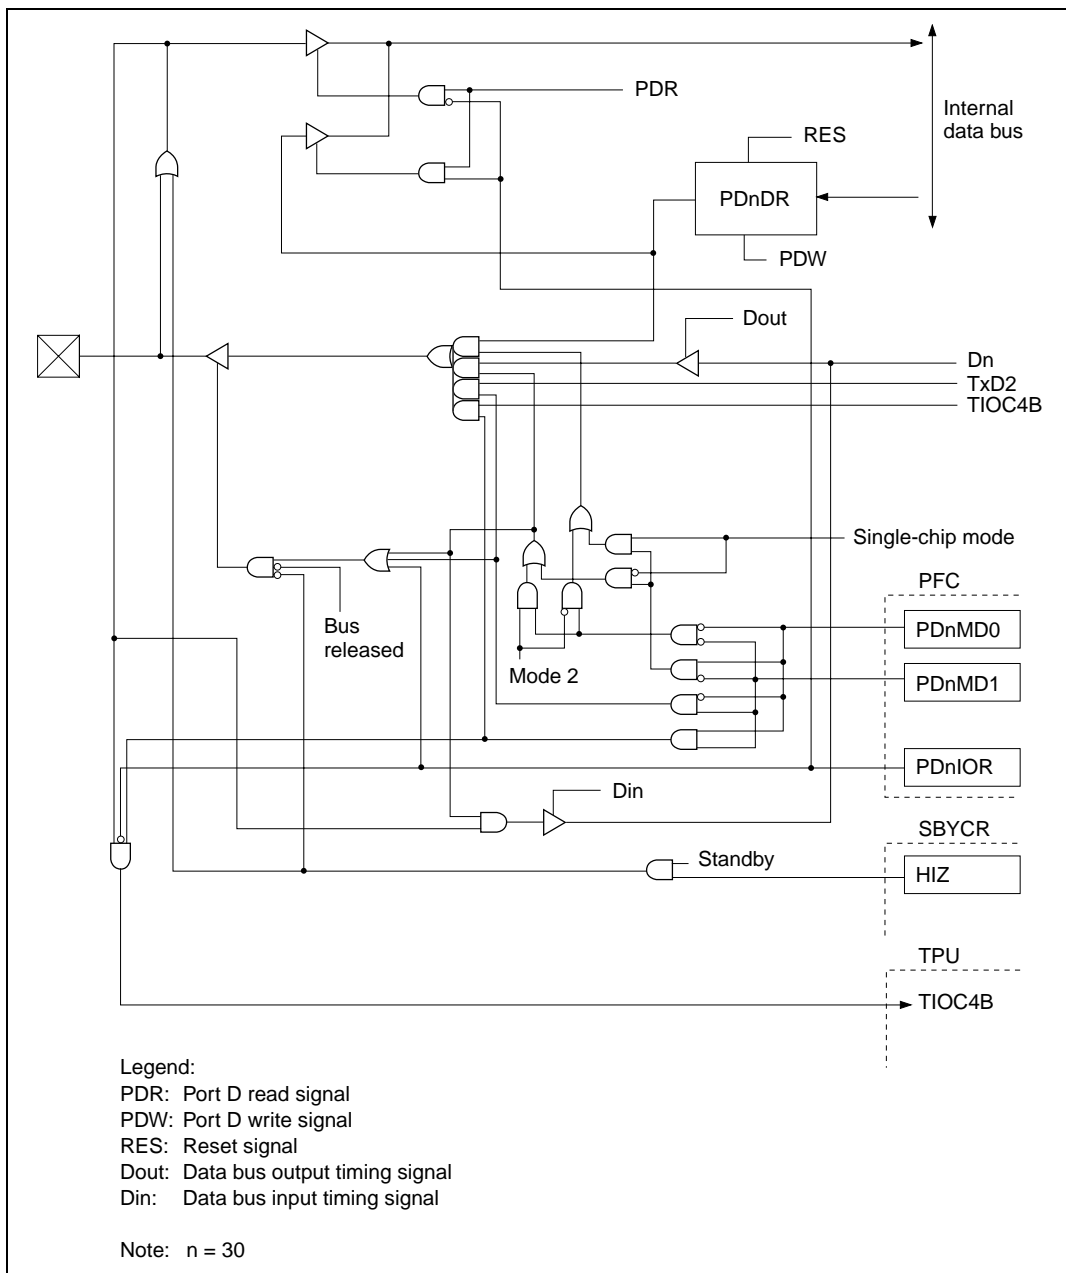 PDR
Internal
data bus
RES
PDnDR
PDW
Dout
Dn
TxD2
TIOC4B
Single-chip mode
PFC
PDnMD0
Bus
released
Mode 2
PDnMD1
PDnIOR
Din
SBYCR
Standby
HIZ
TPU
TIOC4B
Legend:
PDR: Port D read signal
PDW: Port D write signal
RES: Reset signal
Dout: Data bus output timing signal
Din: Data bus input timing signal
Note: n = 30